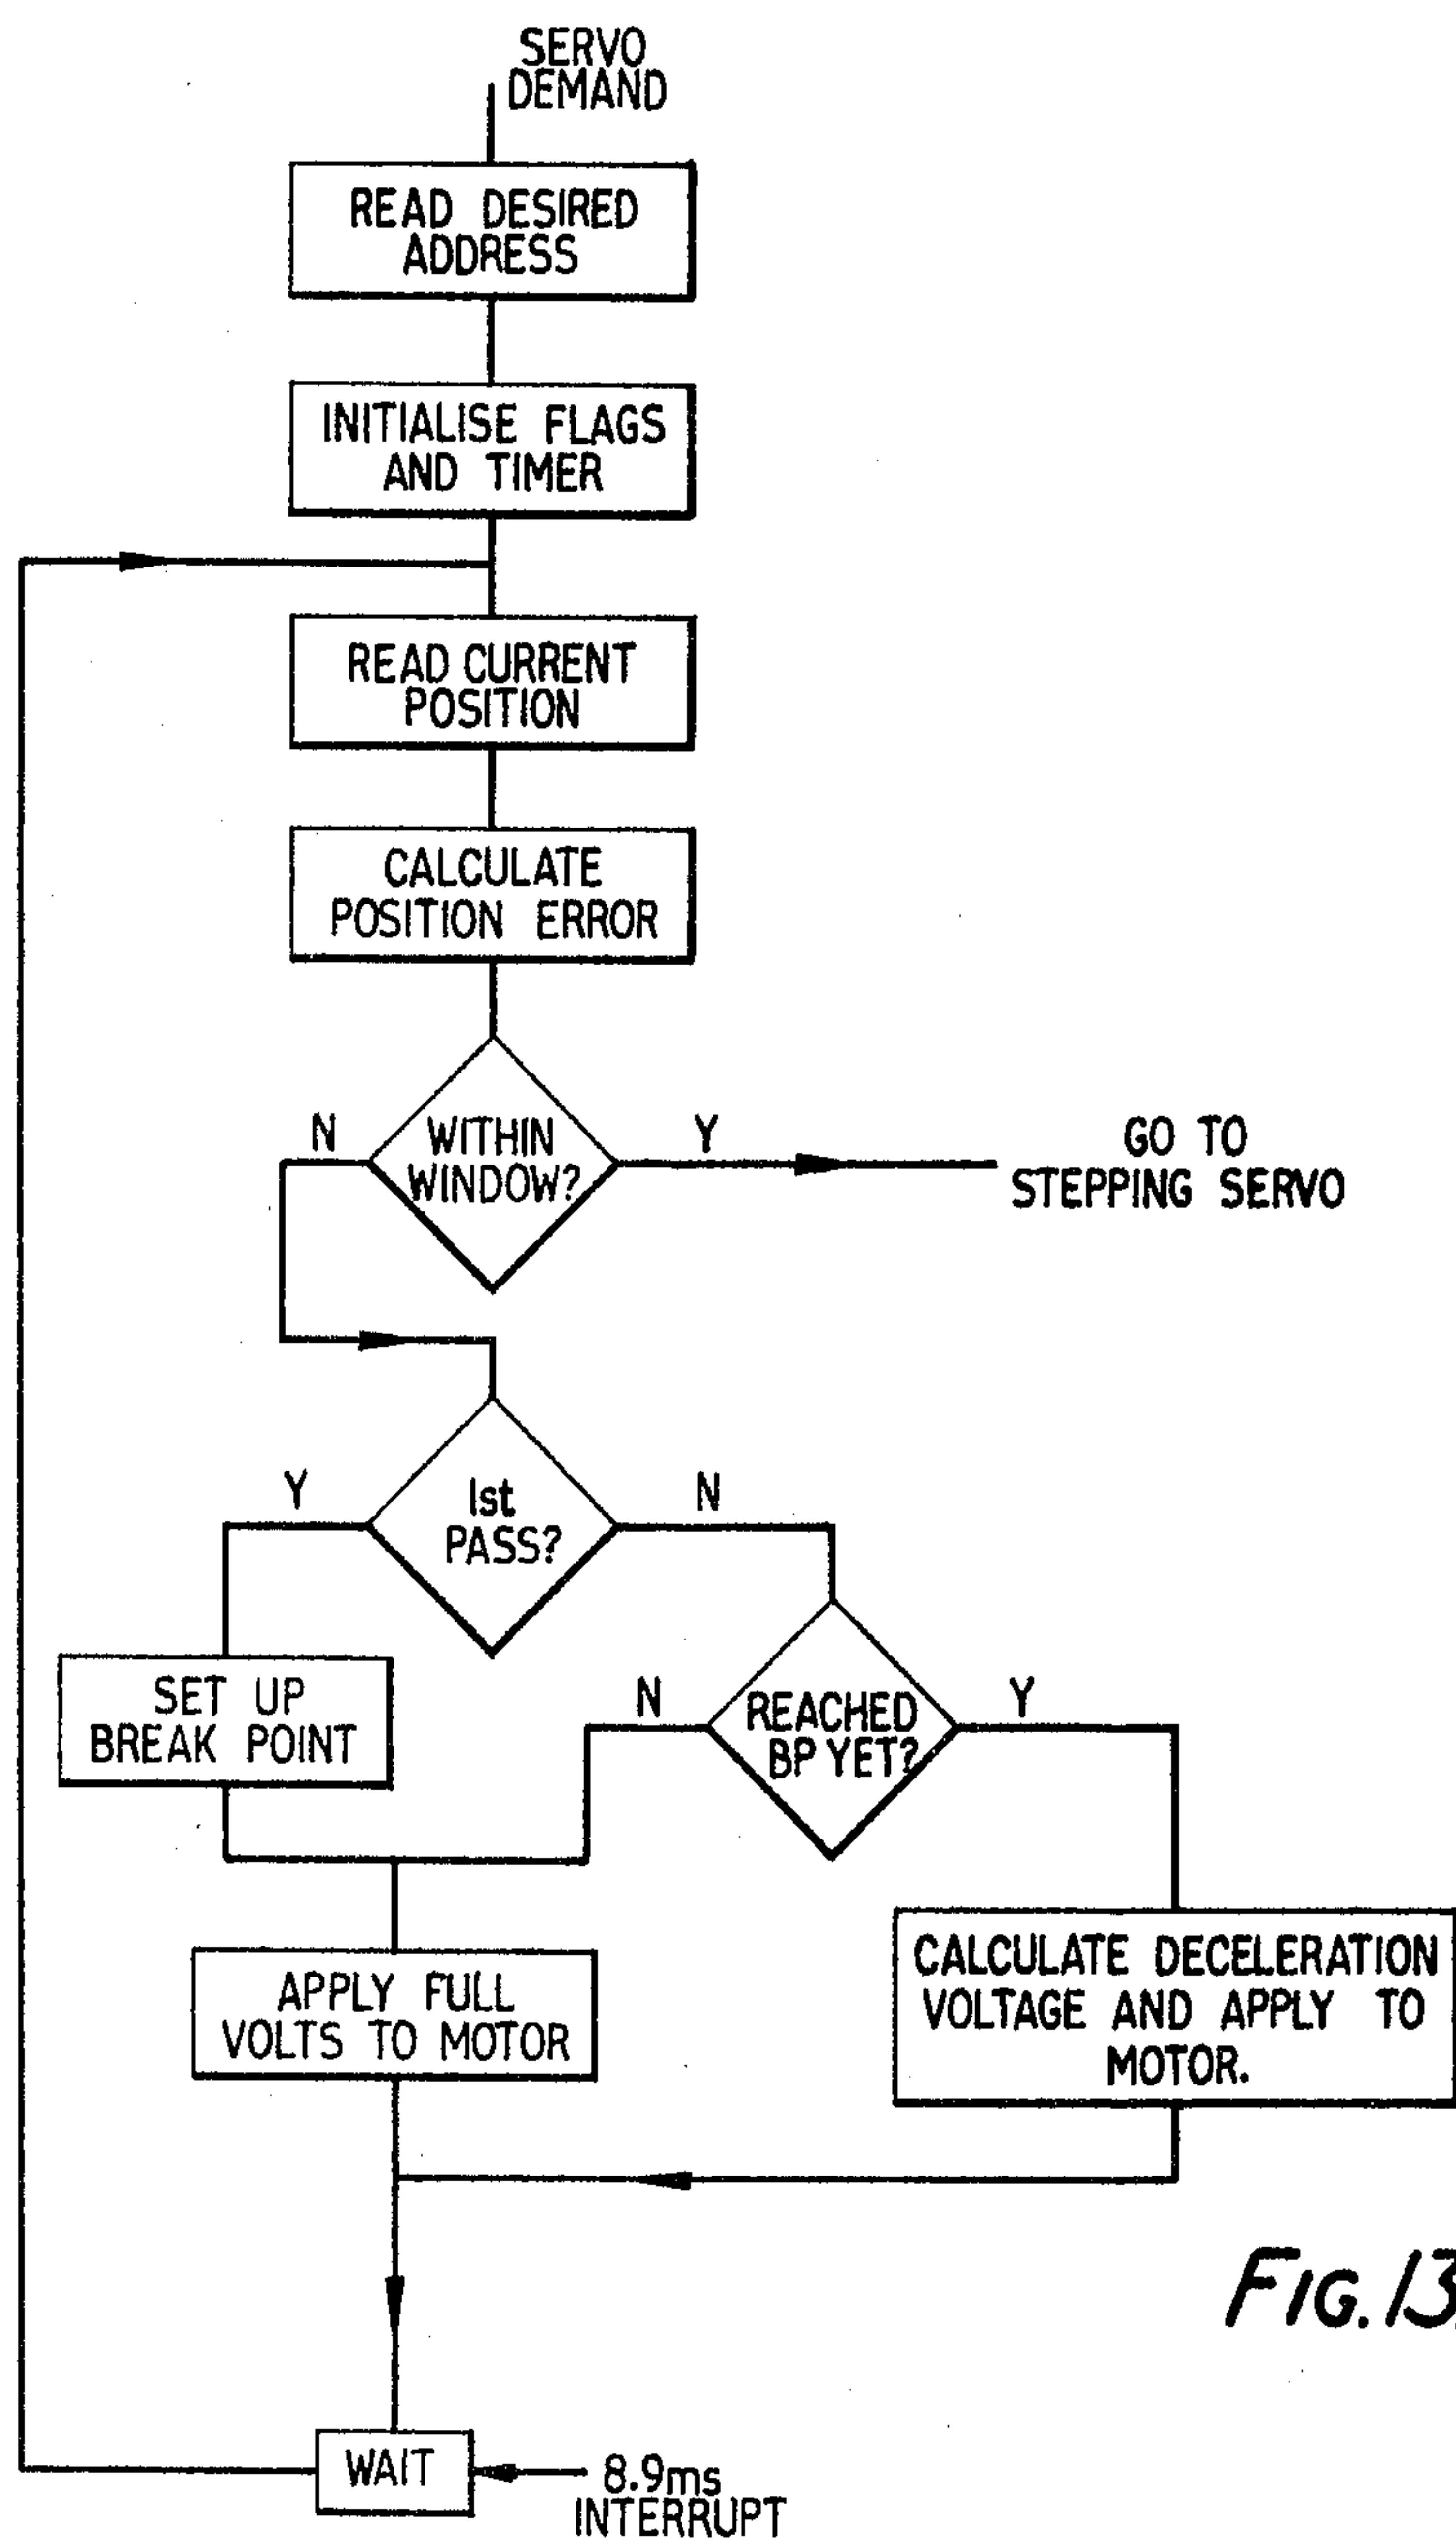 SERVO
DEMAND
READ DESIRED
ADDRESS
INITIALISE FLAGS
AND TIMER
READ CURRENT
POSITION
CALCULATE
POSITION ERROR
N
WITHIN
WINDOW?
Y
GO TO
STEPPING SERVO
Y
1st
PASS?
N
SET UP
BREAK POINT
N
REACHED
BP YET?
Y
APPLY FULL
VOLTS TO MOTOR
CALCULATE DECELERATION
VOLTAGE AND APPLY TO
MOTOR.
FIG. 13.
WAIT
8.9ms
INTERRUPT